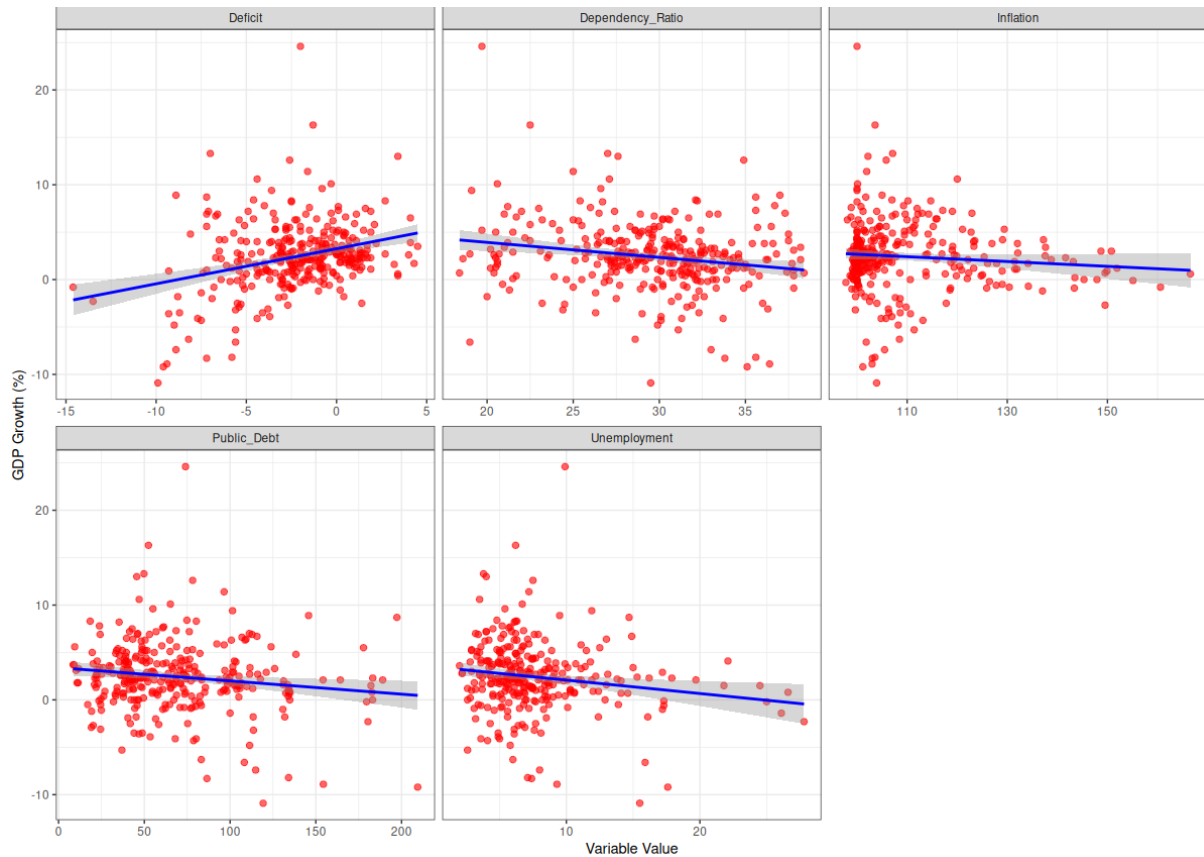 Deficit
Dependency_Ratio
Inflation
20
10
0
-10
-15 -10 -5 0 5
20 25 30 35
110 130 150
GDP Growth (%)
Public_Debt
Unemployment
20
10
0
-10
0 50 100 150 200
10 20
Variable Value